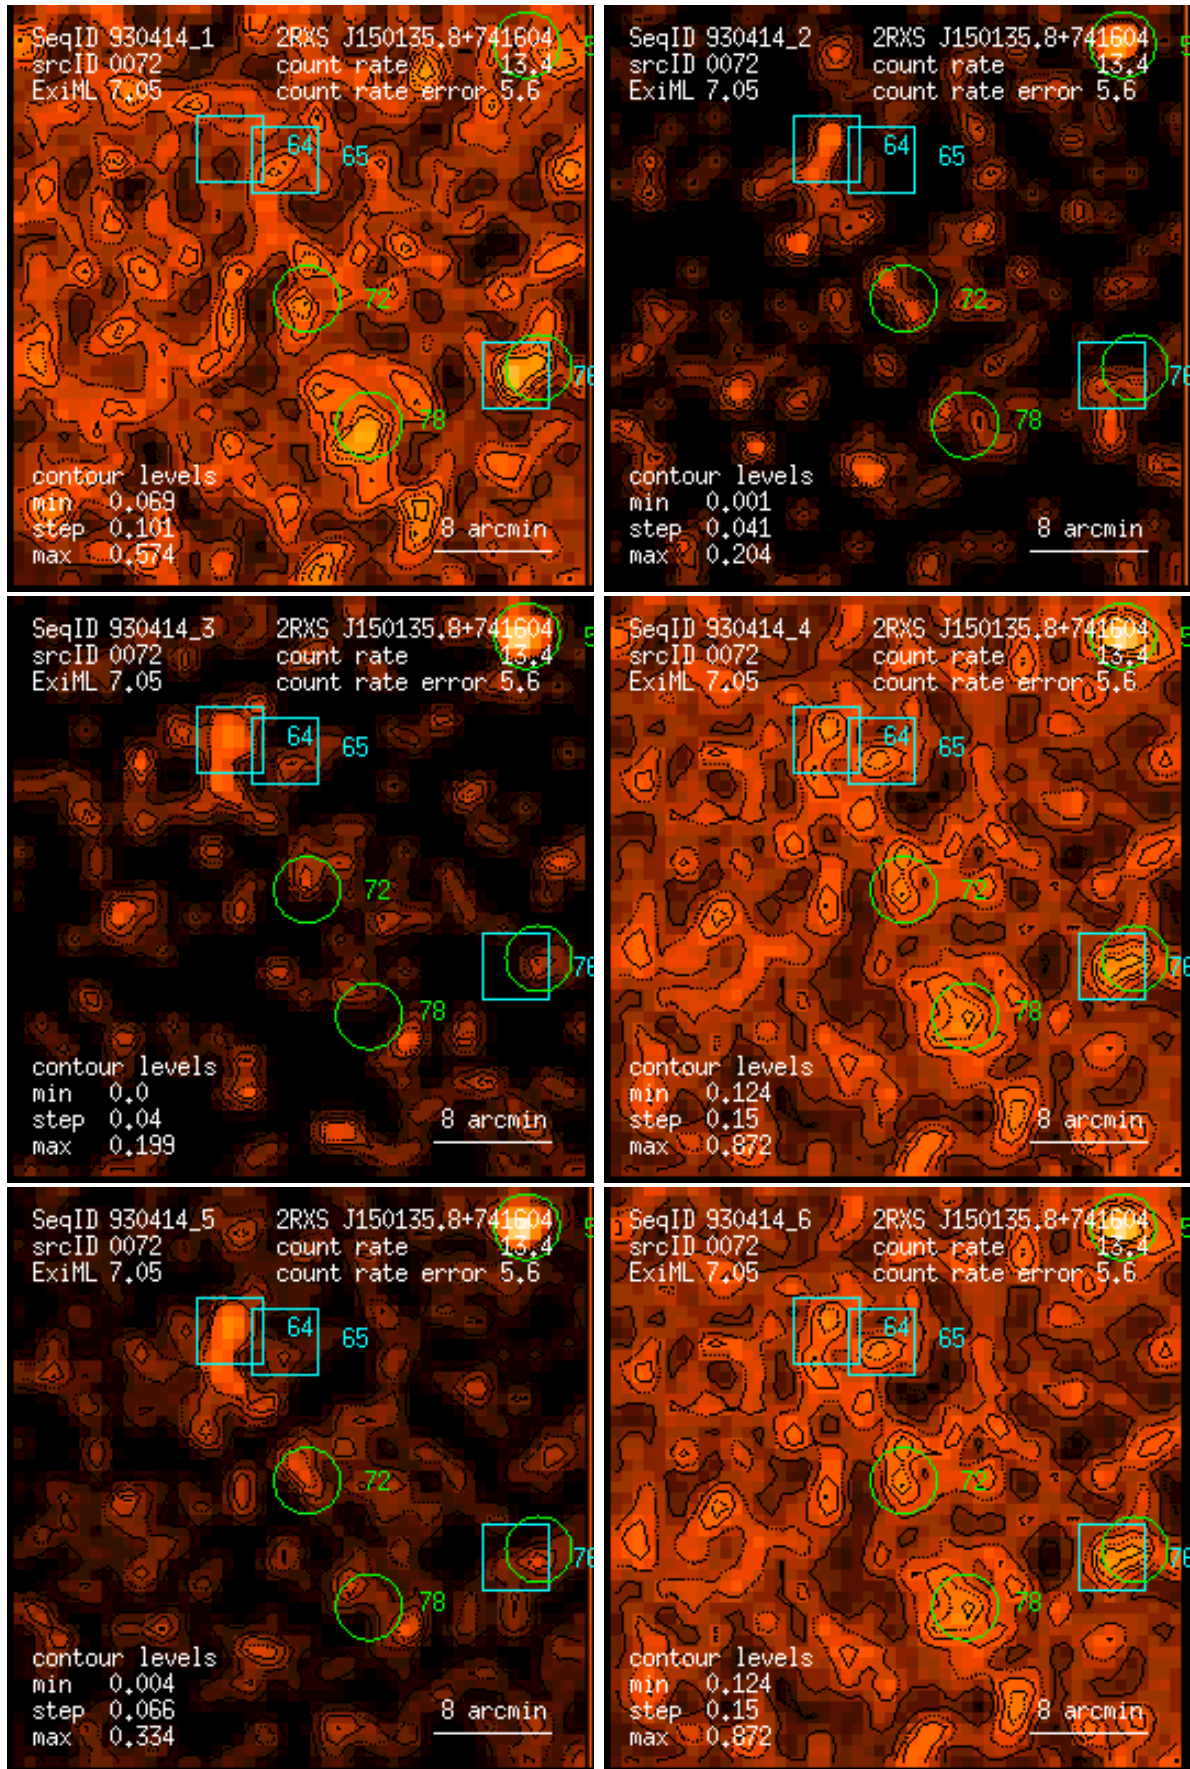 SeqID 930414_1 2RXS J150135.8+741604
srcID 0072 count rate 13.4
ExiML 7.05 count rate error 5.6
64 65
72
76
78
contour levels
min 0.069
step 0.101
max 0.574
8 arcmin
SeqID 930414_2 2RXS J150135.8+741604
srcID 0072 count rate 13.4
ExiML 7.05 count rate error 5.6
64 65
72
76
78
contour levels
min 0.001
step 0.041
max 0.204
8 arcmin
SeqID 930414_3 2RXS J150135.8+741604
srcID 0072 count rate 13.4
ExiML 7.05 count rate error 5.6
64 65
72
76
78
contour levels
min 0.0
step 0.04
max 0.199
8 arcmin
SeqID 930414_4 2RXS J150135.8+741604
srcID 0072 count rate 13.4
ExiML 7.05 count rate error 5.6
64 65
72
76
78
contour levels
min 0.124
step 0.15
max 0.872
8 arcmin
SeqID 930414_5 2RXS J150135.8+741604
srcID 0072 count rate 13.4
ExiML 7.05 count rate error 5.6
64 65
72
76
78
contour levels
min 0.004
step 0.066
max 0.334
8 arcmin
SeqID 930414_6 2RXS J150135.8+741604
srcID 0072 count rate 13.4
ExiML 7.05 count rate error 5.6
64 65
72
76
78
contour levels
min 0.124
step 0.15
max 0.872
8 arcmin